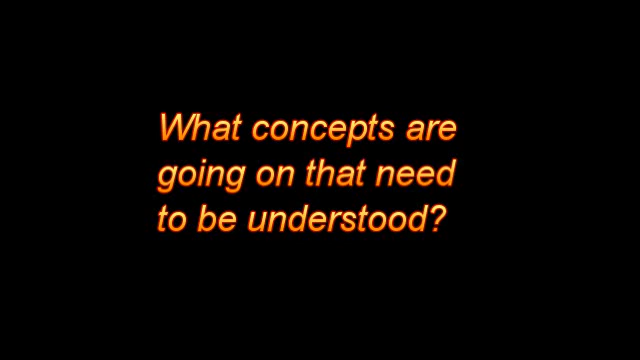 What concepts are
going on that need
to be understood?